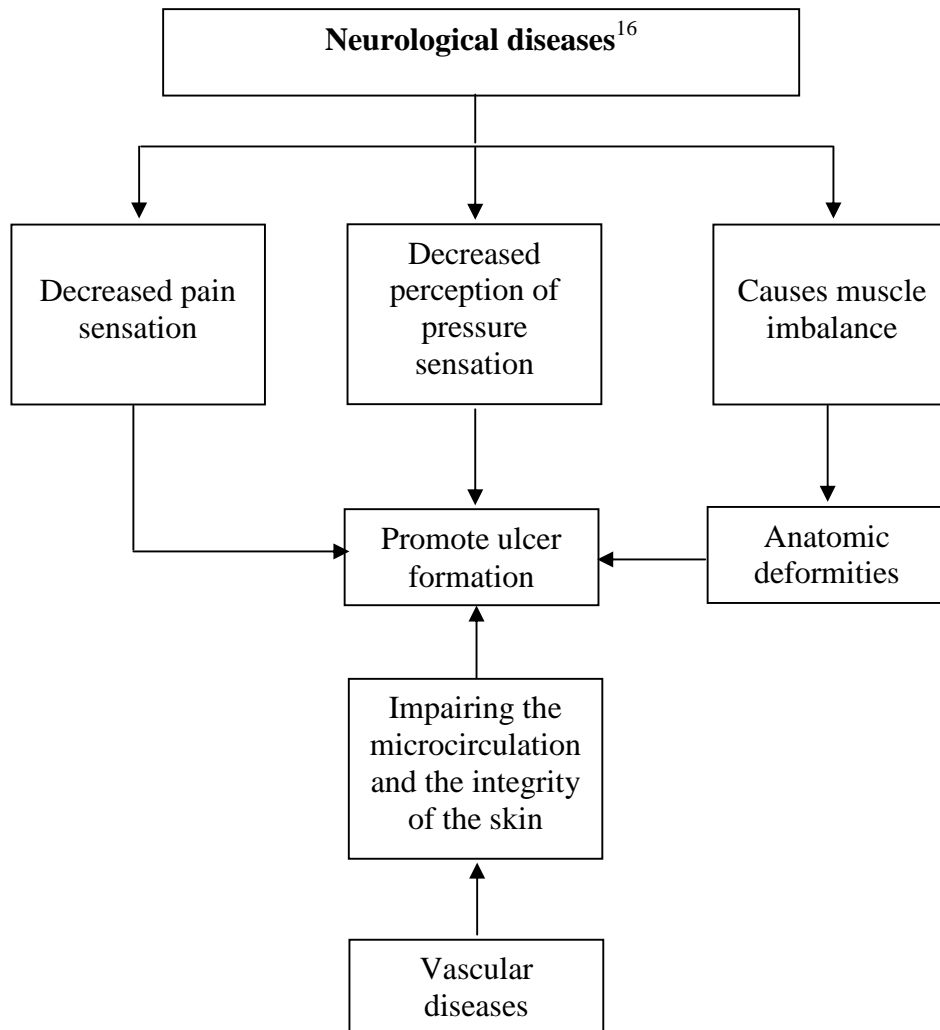 Neurological diseases16
Decreased pain
sensation
Decreased
perception of
pressure
sensation
Causes muscle
imbalance
Promote ulcer
formation
Anatomic
deformities
Impairing the
microcirculation
and the integrity
of the skin
Vascular
diseases